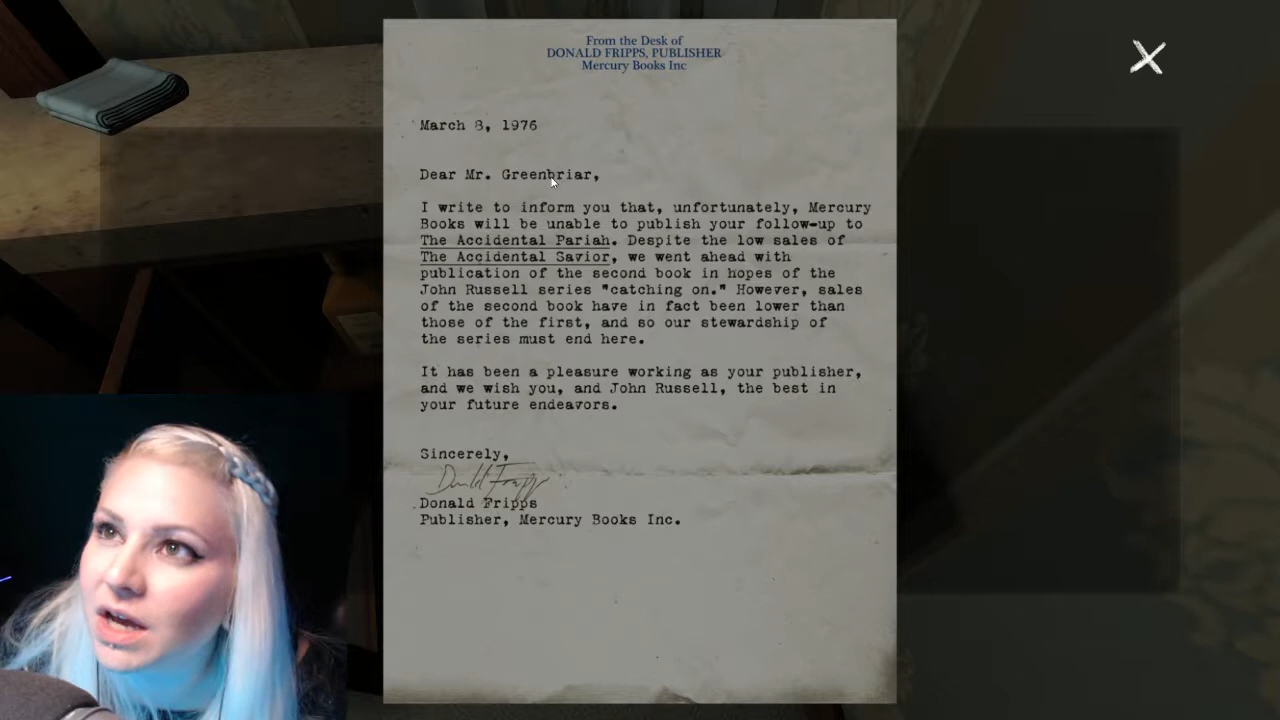 From the Desk of
DONALD FRIPPS, PUBLISHER
Mercury Books Inc
March 8, 1976
Dear Mr. Greenbriar,
I write to inform you that, unfortunately, Mercury
Books will be unable to publish your follow-up to
The Accidental Pariah. Despite the low sales of
The Accidental Savior, we went ahead with
publication of the second book in hopes of the
John Russell series "catching on." However, sales
of the second book have in fact been lower than
those of the first, and so our stewardship of
the series must end here.
It has been a pleasure working as your publisher,
and we wish you, and John Russell, the best in
your future endeavors.
Sincerely,
Donald Fripps
Donald Fripps
Publisher, Mercury Books Inc.